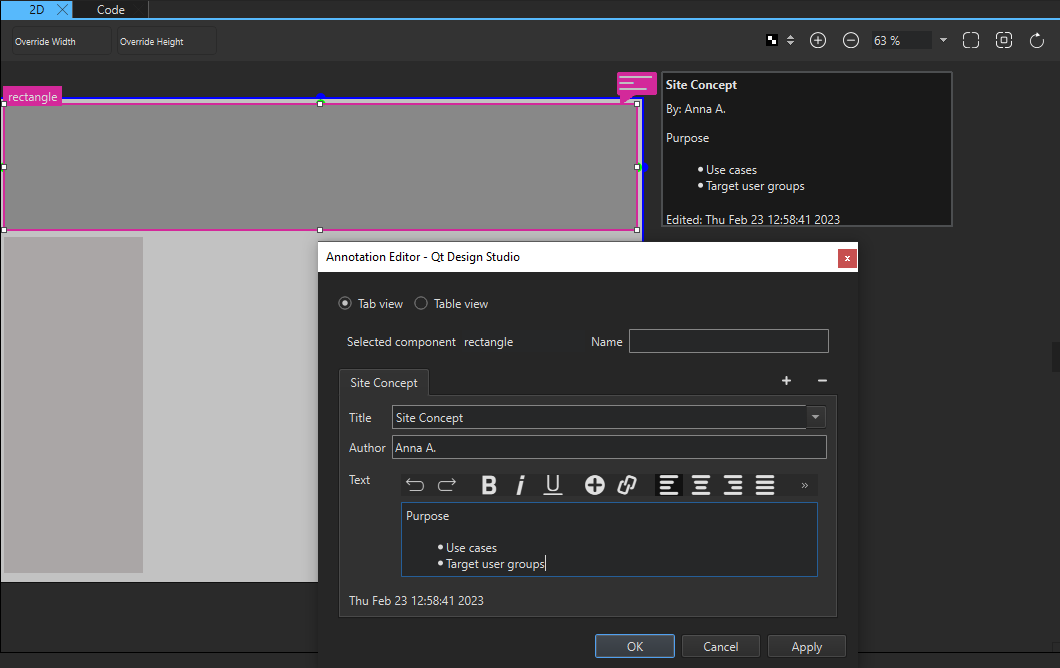 2D Code
Override Width Override Height 63 %
rectangle
Site Concept
By: Anna A.
Purpose
• Use cases
• Target user groups
Edited: Thu Feb 23 12:58:41 2023
Annotation Editor - Qt Design Studio
Tab view Table view
Selected component rectangle Name
Site Concept
Title Site Concept
Author Anna A.
Text B i U »
Purpose
• Use cases
• Target user groups
Thu Feb 23 12:58:41 2023
OK Cancel Apply